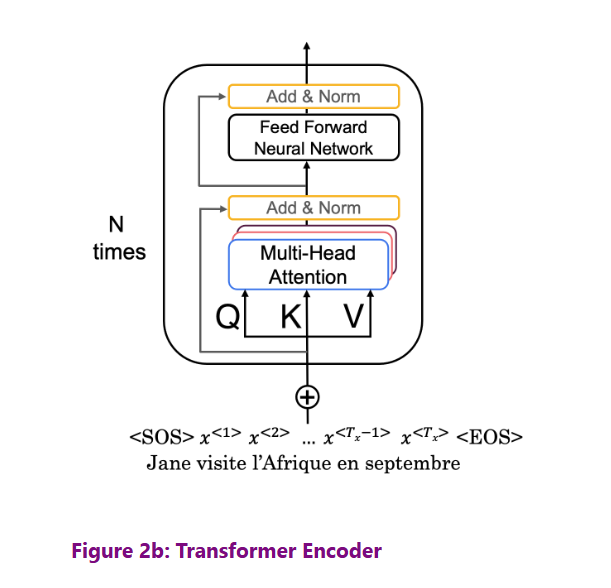 Add & Norm
Feed Forward
Neural Network
Add & Norm
N
times
Multi-Head
Attention
Q K V
<SOS> x^{<1>} x^{<2>} ... x^{<T_x-1>} x^{<T_x>} <EOS>
Jane visite l'Afrique en septembre
Figure 2b: Transformer Encoder